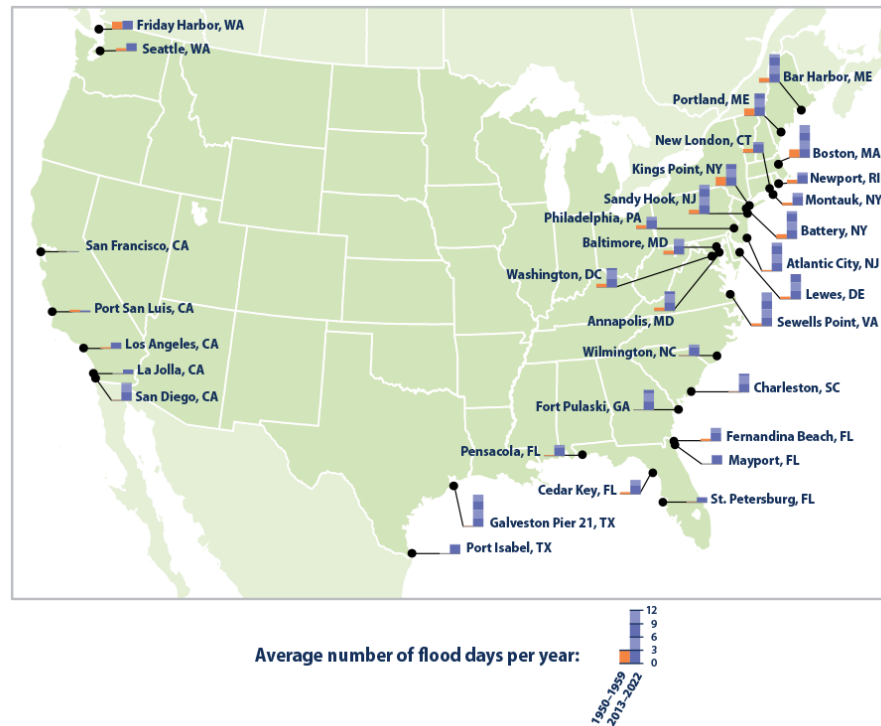 Friday Harbor, WA
Seattle, WA
Bar Harbor, ME
Portland, ME
New London, CT
Boston, MA
Kings Point, NY
Newport, RI
Sandy Hook, NJ
Montauk, NY
Philadelphia, PA
Battery, NY
San Francisco, CA
Baltimore, MD
Atlantic City, NJ
Washington, DC
Lewes, DE
Port San Luis, CA
Annapolis, MD
Sewells Point, VA
Los Angeles, CA
Wilmington, NC
La Jolla, CA
Charleston, SC
San Diego, CA
Fort Pulaski, GA
Fernandina Beach, FL
Pensacola, FL
Mayport, FL
Cedar Key, FL
St. Petersburg, FL
Galveston Pier 21, TX
Port Isabel, TX
12
9
6
3
0
Average number of flood days per year:
1950–1959
2013–2022